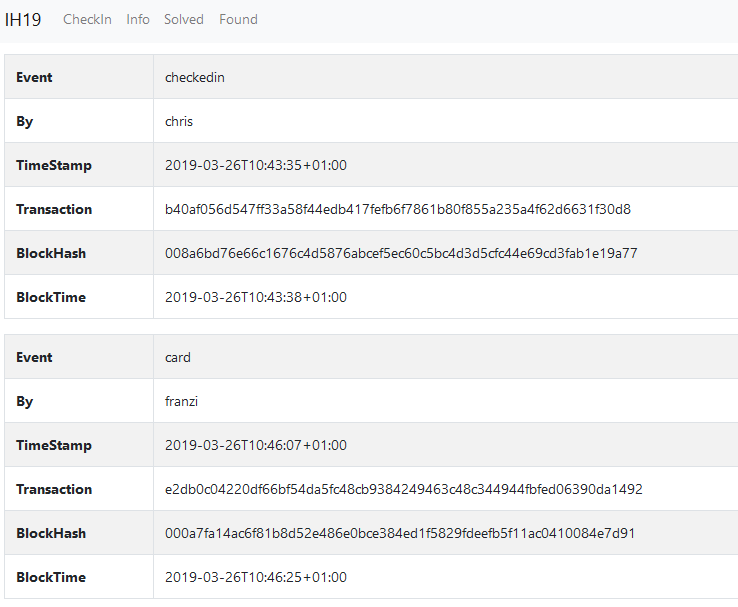 IH19 CheckIn Info Solved Found
Event checkedin
By chris
TimeStamp 2019-03-26T10:43:35+01:00
Transaction b40af056d547ff33a58f44edb417fefb6f7861b80f855a235a4f62d6631f30d8
BlockHash 008a6bd76e66c1676c4d5876abcef5ec60c5bc4d3d5cfc44e69cd3fab1e19a77
BlockTime 2019-03-26T10:43:38+01:00
Event card
By franzi
TimeStamp 2019-03-26T10:46:07+01:00
Transaction e2db0c04220df66bf54da5fc48cb9384249463c48c344944fbfed06390da1492
BlockHash 000a7fa14ac6f81b8d52e486e0bce384ed1f5829fdeefb5f11ac0410084e7d91
BlockTime 2019-03-26T10:46:25+01:00